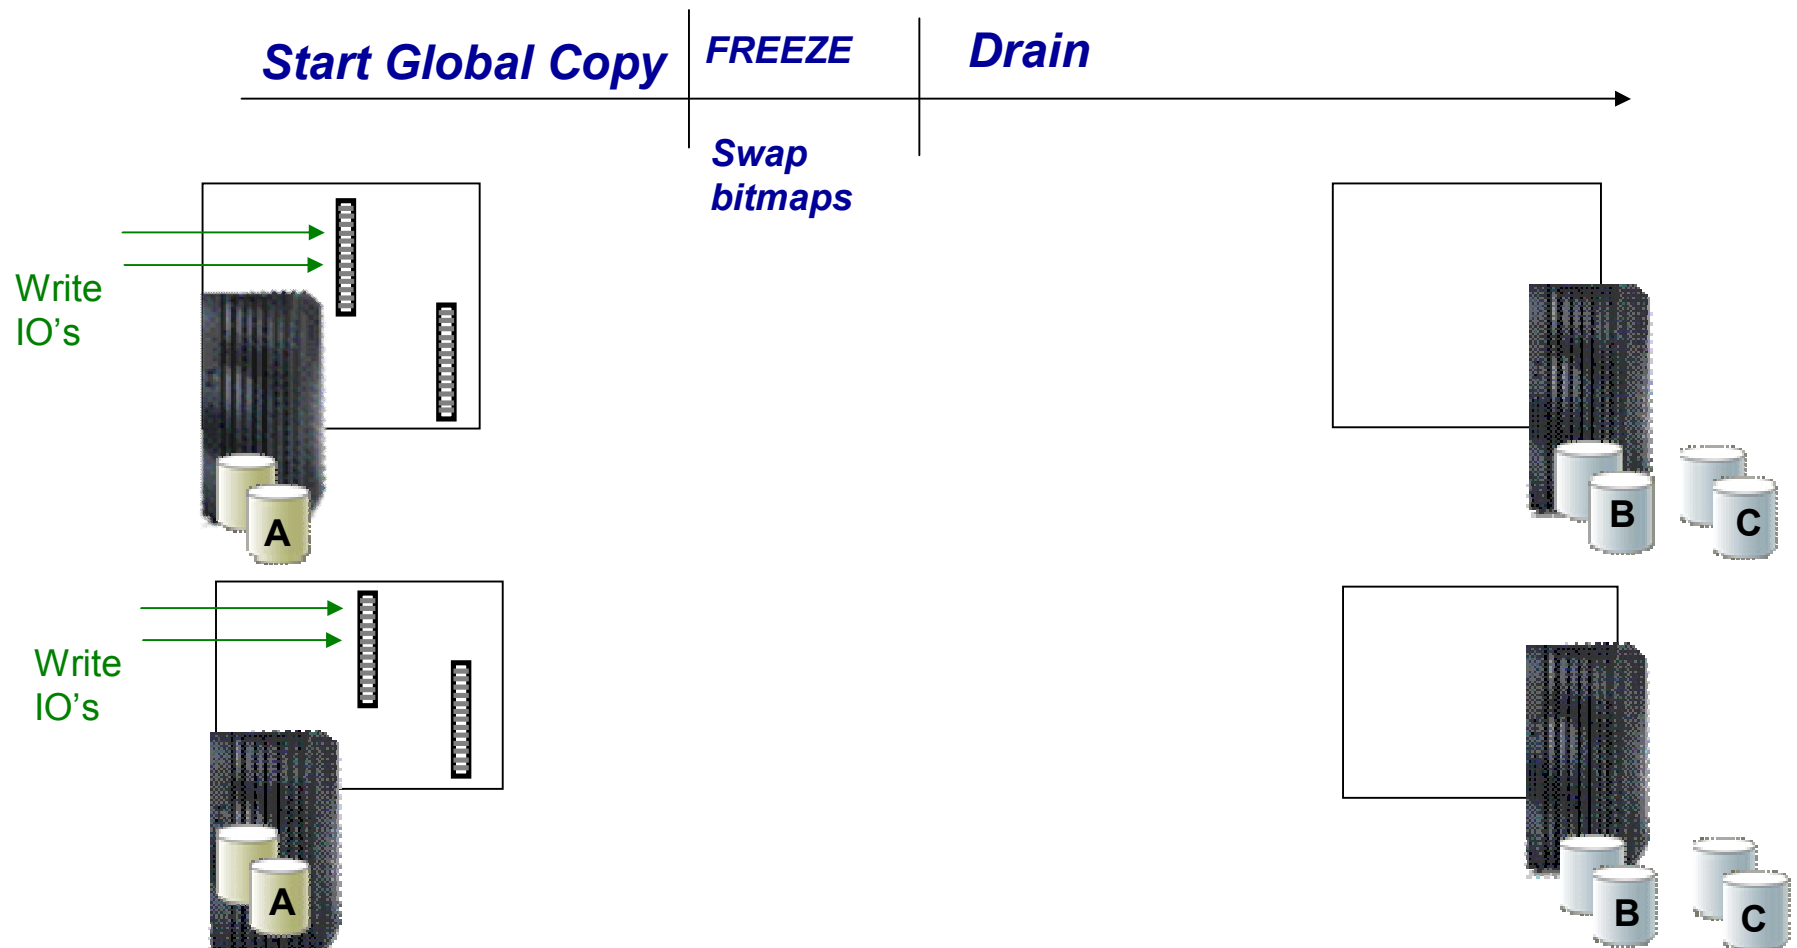 Start Global Copy
FREEZE
Drain
Swap
bitmaps
Write
IO's
A
B
C
Write
IO's
A
B
C